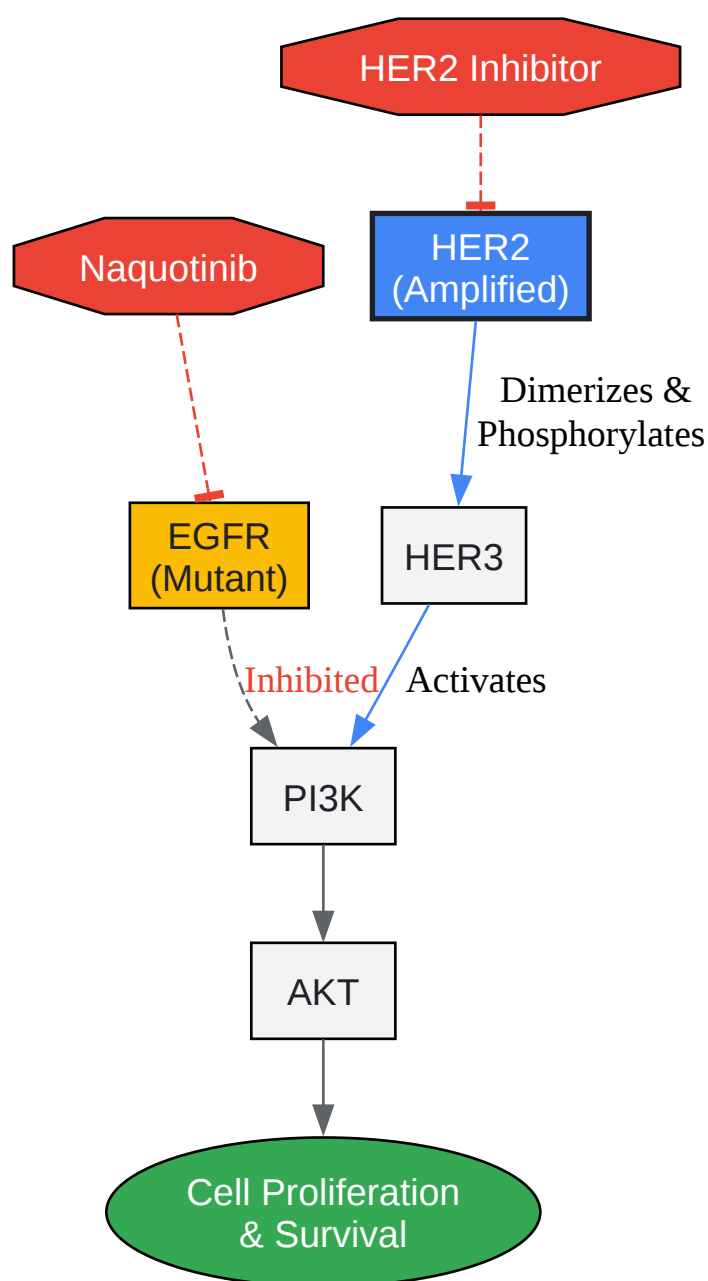 HER2 Inhibitor
Naquotinib
HER2
(Amplified)
Dimerizes &
Phosphorylates
EGFR
(Mutant)
HER3
Inhibited
Activates
PI3K
AKT
Cell Proliferation
& Survival